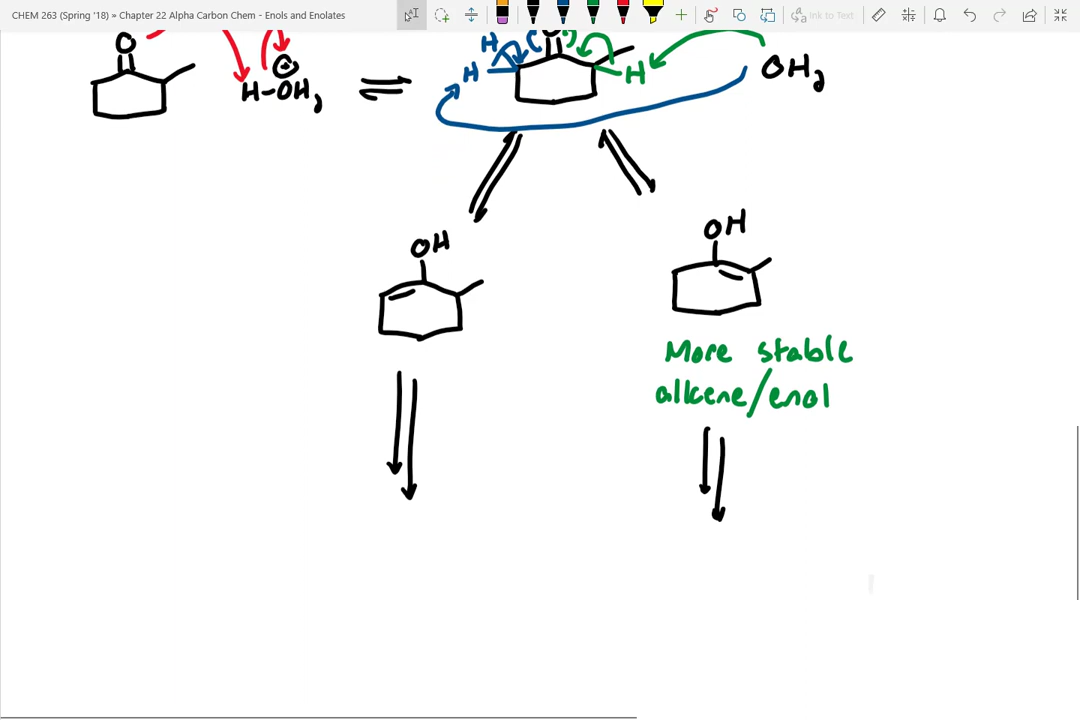 CHEM 263 (Spring '18) » Chapter 22 Alpha Carbon Chem - Enols and Enolates
Ink to Text
O
H-OH₂
H
H
H
OH₂
OH
OH
More stable
alkene/enol